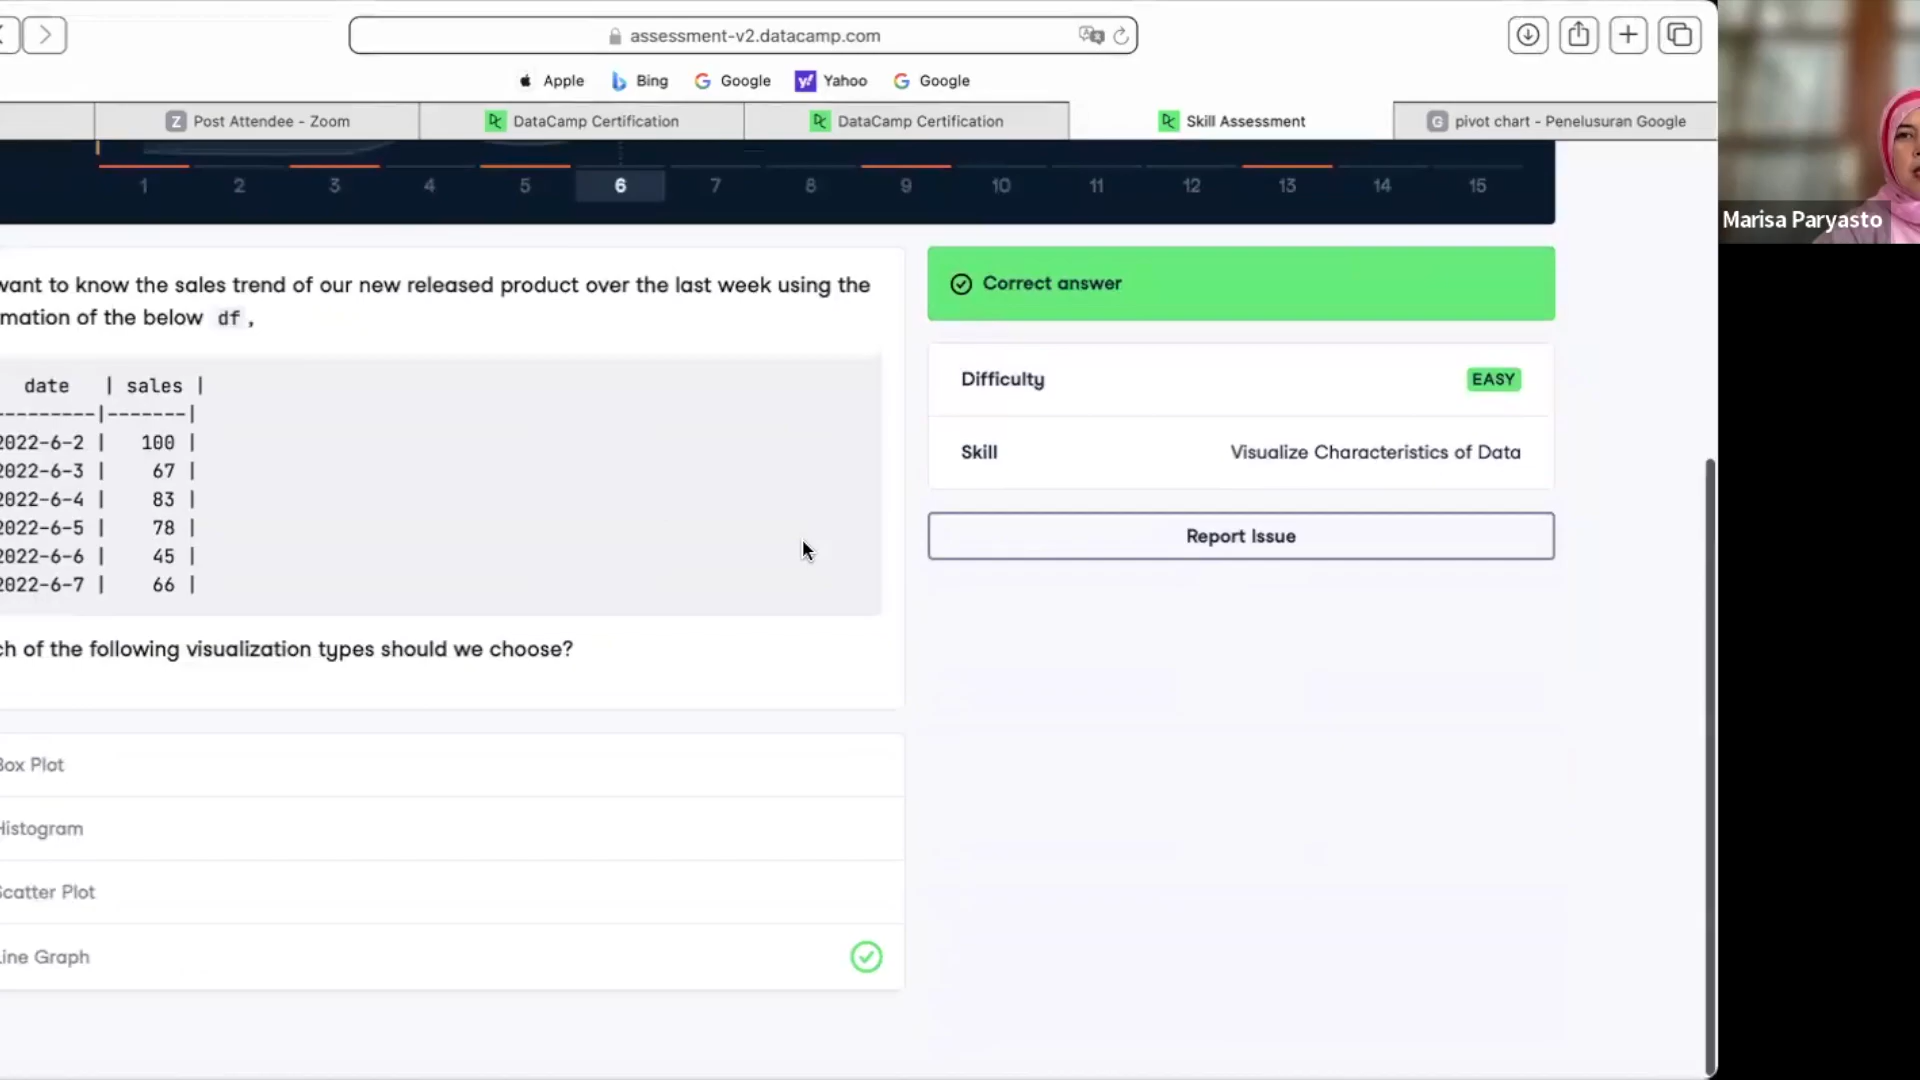 assessment-v2.datacamp.com
Apple Bing Google Yahoo Google
Post Attendee - Zoom DataCamp Certification DataCamp Certification Skill Assessment pivot chart - Penelusuran Google
Marisa Paryasto
1 2 3 4 5 6 7 8 9 10 11 12 13 14 15
want to know the sales trend of our new released product over the last week using the
mation of the below df ,
date | sales |
---------|-------|
2022-6-2 | 100 |
2022-6-3 | 67 |
2022-6-4 | 83 |
2022-6-5 | 78 |
2022-6-6 | 45 |
2022-6-7 | 66 |
ch of the following visualization types should we choose?
Box Plot
Histogram
Scatter Plot
Line Graph
Correct answer
Difficulty EASY
Skill Visualize Characteristics of Data
Report Issue